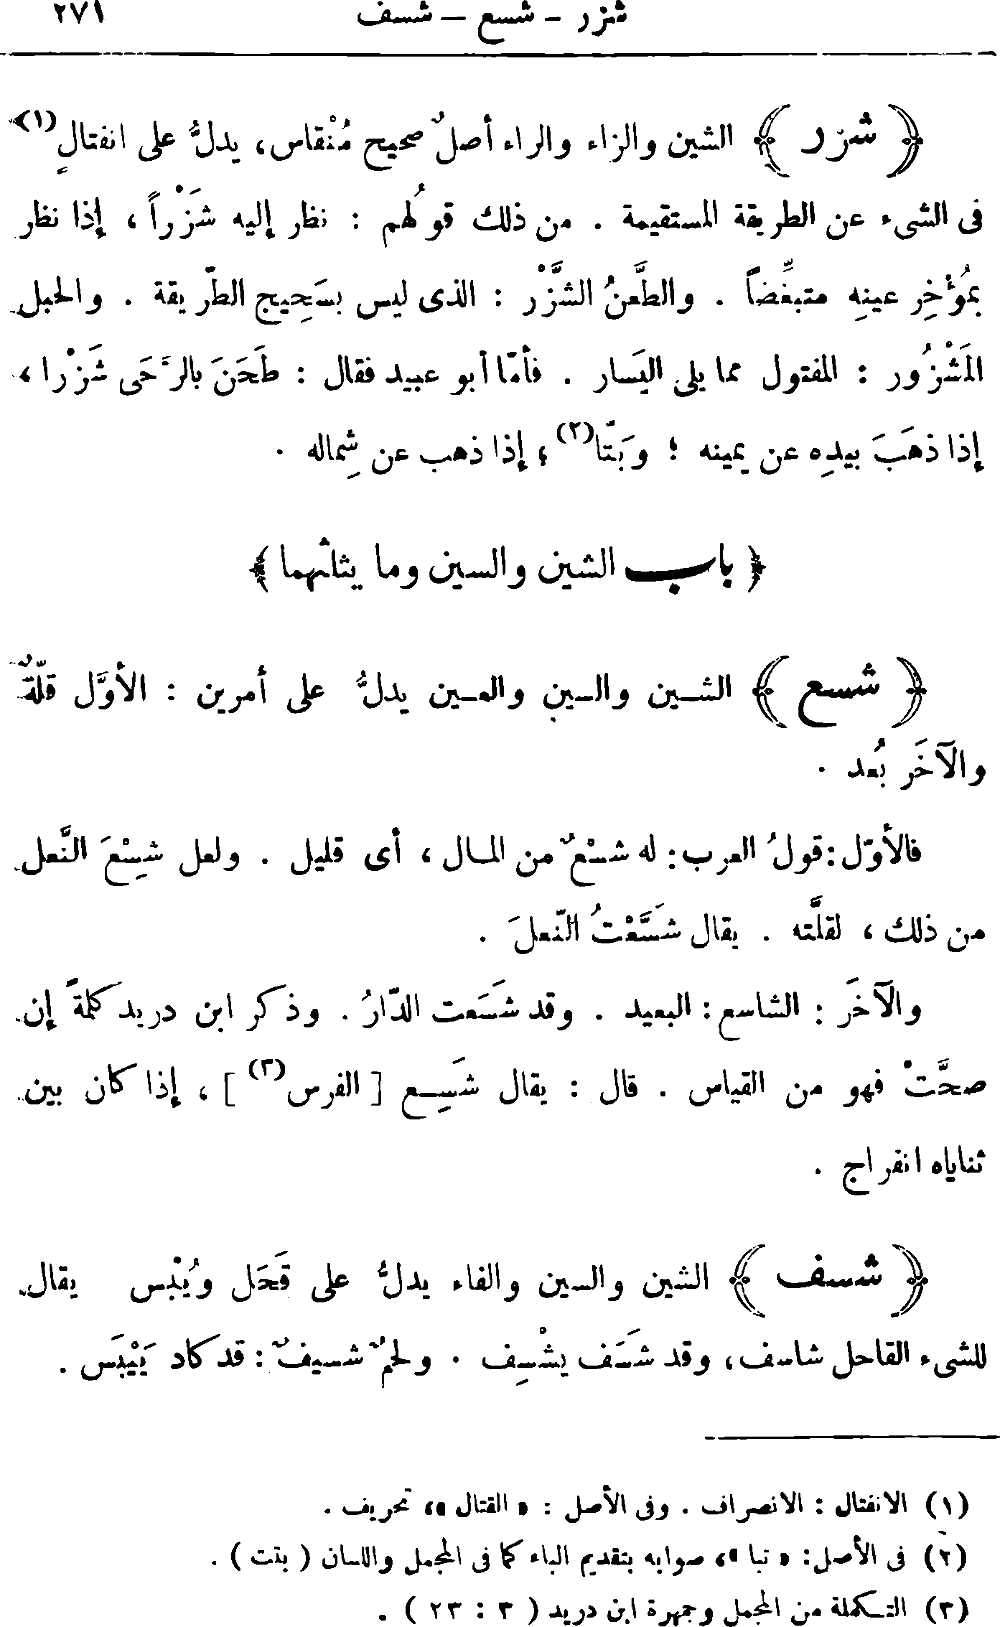 شزر – شسع – شسف ٢٧١
﴿ شزر ﴾ الشين والزاء والراء أصلٌ صحيح مُنْقاس، يدلُّ على انفتالٍ(١)
فى الشىء عن الطريقة المستقيمة . من ذلك قولُهم : نظر إليه شَزْراً ، إذا نظر
بمُؤْخِر عينِه متبغِّضاً . والطَّعنُ الشَّزْر : الذى ليس بسَحِيج الطّريقة . والحبل
المَشْزُور : المفتول مما يلى اليَسار . فأمّا أبو عبيد فقال : طَحَنَ بالرَّحَى شَزْرا ،
إذا ذهَبَ بيدِه عن يمينه ؛ وبَتًّا(٢) ، إذا ذهب عن شِماله .
﴿ باب الشين والسين وما يثلثهما ﴾
﴿ شسع ﴾ الشين والسين والعين يدلُّ على أمرين : الأوَّل قلّةٌ
والآخَر بُعد .
فالأوّل: قولُ العرب: له شسْعٌ من المال ، أى قليل . ولعل شِسْعَ النَّعل
من ذلك ، لقلَّته . يقال شَسَّعْتُ النّعلَ .
والآخَر : الشاسع : البعيد . وقد شَسَعت الدّارُ . وذكر ابن دريد كلمةً إن
صحَّتْ فهو من القياس . قال : يقال شَسِع [ الفرس(٣) ] ، إذا كان بين
ثناياه انفراج .
﴿ شسف ﴾ الشين والسين والفاء يدلُّ على قَحَل ويُبْس يقال
للشىء القاحل شاسف ، وقد شَسَف يشْسِف . ولحمٌ شسيفٌ : قد كاد يَيْبَس .
(١) الانفتال : الانصراف . وفى الأصل : « القتال » ، تحريف .
(٢) فى الأصل: « تبا » ، صوابه بتقديم الباء كما فى المجمل واللسان ( بتت ) .
(٣) التكملة من المجمل وجمهرة ابن دريد ( ٣ : ٢٣ ) .